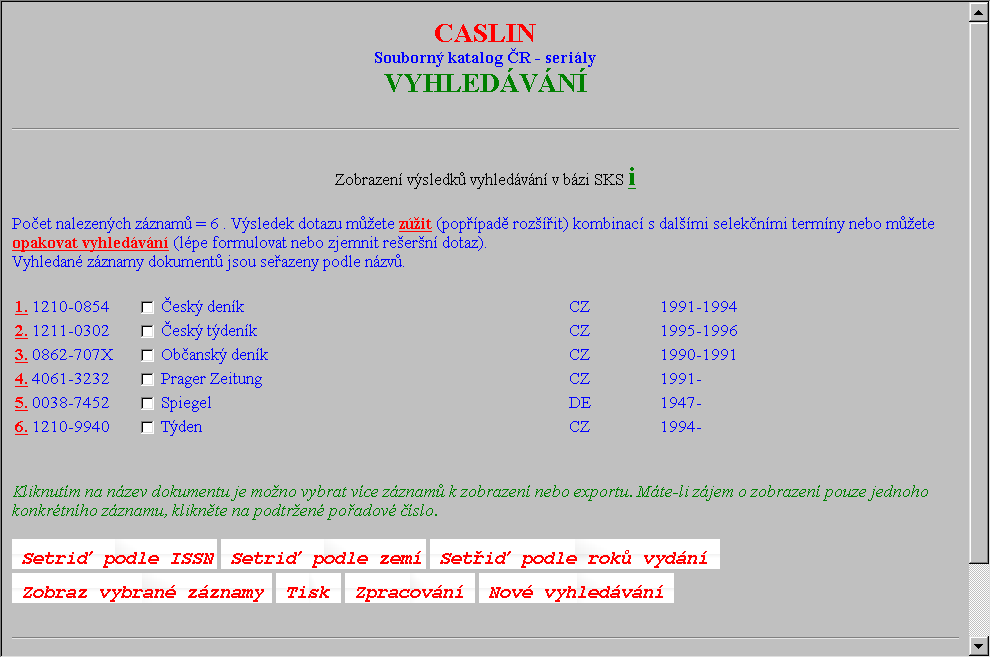 CASLIN
Souborný katalog ČR - seriály
VYHLEDÁVÁNÍ
Zobrazení výsledků vyhledávání v bázi SKS i
Počet nalezených záznamů = 6 . Výsledek dotazu můžete zúžit (popřípadě rozšířit) kombinací s dalšími selekčními termíny nebo můžete
opakovat vyhledávání (lépe formulovat nebo zjemnit rešeršní dotaz).
Vyhledané záznamy dokumentů jsou seřazeny podle názvů.
1. 1210-0854 Český deník CZ 1991-1994
2. 1211-0302 Český týdeník CZ 1995-1996
3. 0862-707X Občanský deník CZ 1990-1991
4. 4061-3232 Prager Zeitung CZ 1991-
5. 0038-7452 Spiegel DE 1947-
6. 1210-9940 Týden CZ 1994-
Kliknutím na název dokumentu je možno vybrat více záznamů k zobrazení nebo exportu. Máte-li zájem o zobrazení pouze jednoho
konkrétního záznamu, klikněte na podtržené pořadové číslo.
Setriď podle ISSN Setriď podle zemí Setřiď podle roků vydání
Zobraz vybrané záznamy Tisk Zpracování Nové vyhledávání